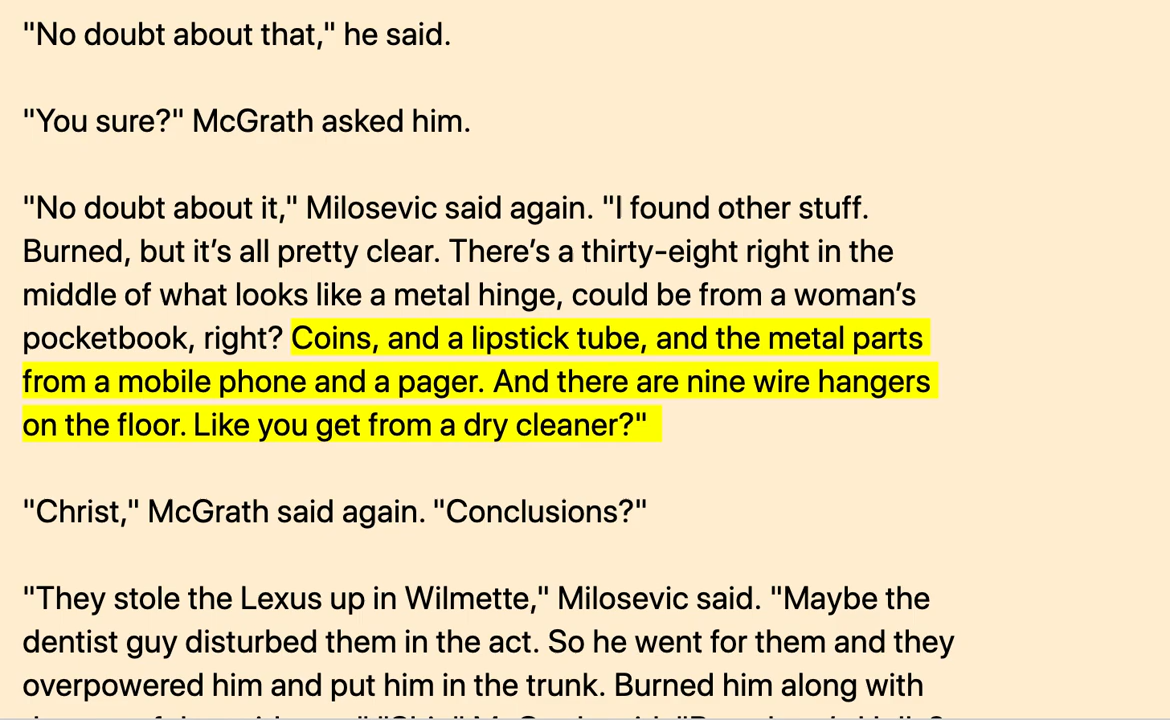 "No doubt about that," he said.
"You sure?" McGrath asked him.
"No doubt about it," Milosevic said again. "I found other stuff.
Burned, but it’s all pretty clear. There’s a thirty-eight right in the
middle of what looks like a metal hinge, could be from a woman’s
pocketbook, right? Coins, and a lipstick tube, and the metal parts
from a mobile phone and a pager. And there are nine wire hangers
on the floor. Like you get from a dry cleaner?"
"Christ," McGrath said again. "Conclusions?"
"They stole the Lexus up in Wilmette," Milosevic said. "Maybe the
dentist guy disturbed them in the act. So he went for them and they
overpowered him and put him in the trunk. Burned him along with